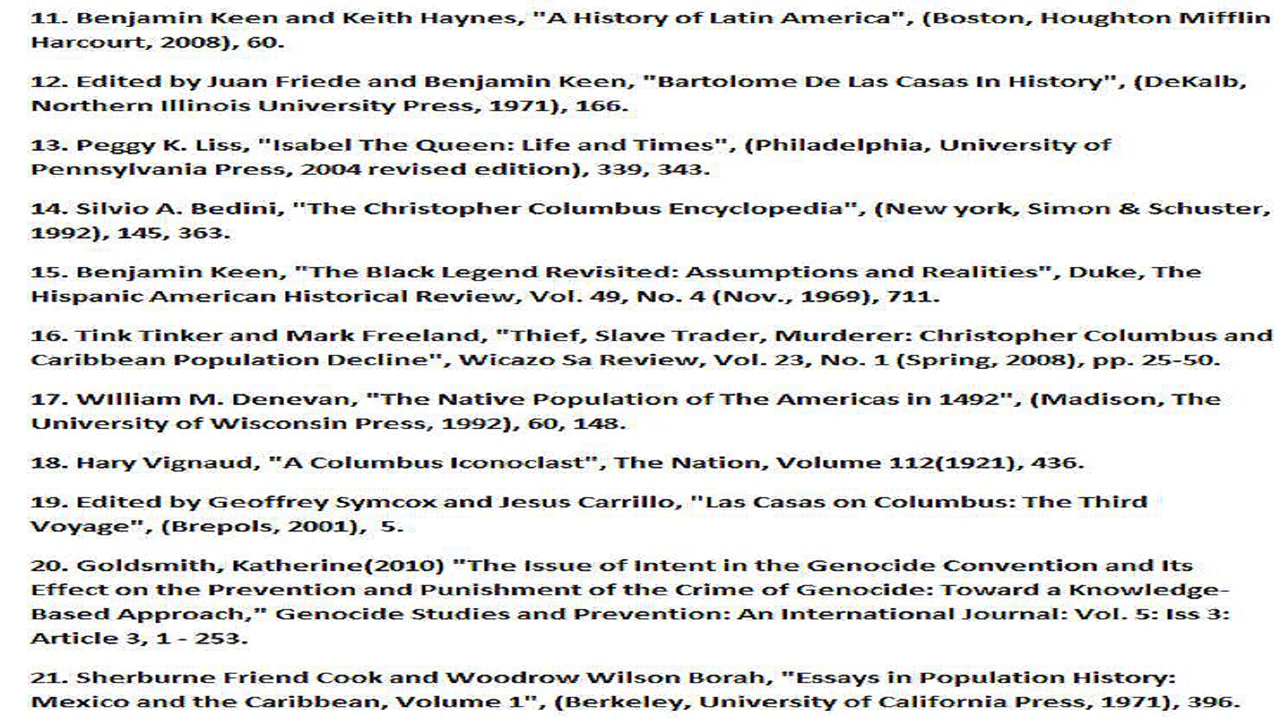 11. Benjamin Keen and Keith Haynes, "A History of Latin America", (Boston, Houghton Mifflin
Harcourt, 2008), 60.
12. Edited by Juan Friede and Benjamin Keen, "Bartolome De Las Casas In History", (DeKalb,
Northern Illinois University Press, 1971), 166.
13. Peggy K. Liss, "Isabel The Queen: Life and Times", (Philadelphia, University of
Pennsylvania Press, 2004 revised edition), 339, 343.
14. Silvio A. Bedini, "The Christopher Columbus Encyclopedia", (New york, Simon & Schuster,
1992), 145, 363.
15. Benjamin Keen, "The Black Legend Revisited: Assumptions and Realities", Duke, The
Hispanic American Historical Review, Vol. 49, No. 4 (Nov., 1969), 711.
16. Tink Tinker and Mark Freeland, "Thief, Slave Trader, Murderer: Christopher Columbus and
Caribbean Population Decline", Wicazo Sa Review, Vol. 23, No. 1 (Spring, 2008), pp. 25-50.
17. WIlliam M. Denevan, "The Native Population of The Americas in 1492", (Madison, The
University of Wisconsin Press, 1992), 60, 148.
18. Hary Vignaud, "A Columbus Iconoclast", The Nation, Volume 112(1921), 436.
19. Edited by Geoffrey Symcox and Jesus Carrillo, "Las Casas on Columbus: The Third
Voyage", (Brepols, 2001),  5.
20. Goldsmith, Katherine(2010) "The Issue of Intent in the Genocide Convention and Its
Effect on the Prevention and Punishment of the Crime of Genocide: Toward a Knowledge-
Based Approach," Genocide Studies and Prevention: An International Journal: Vol. 5: Iss 3:
Article 3, 1 - 253.
21. Sherburne Friend Cook and Woodrow Wilson Borah, "Essays in Population History:
Mexico and the Caribbean, Volume 1", (Berkeley, University of California Press, 1971), 396.